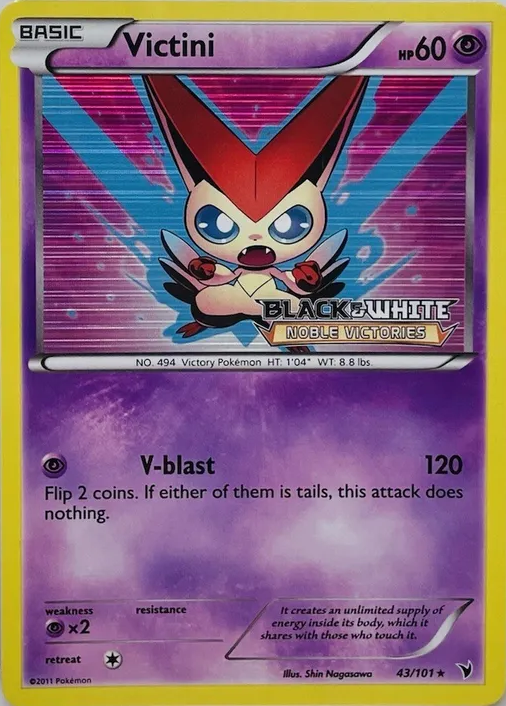 BASIC
Victini
HP60
BLACK&WHITE
NOBLE VICTORIES
NO. 494 Victory Pokémon HT: 1'04" WT: 8.8 lbs.
V-blast 120
Flip 2 coins. If either of them is tails, this attack does
nothing.
weakness resistance
×2
retreat
It creates an unlimited supply of
energy inside its body, which it
shares with those who touch it.
©2011 Pokémon
Illus. Shin Nagasawa 43/101 ★